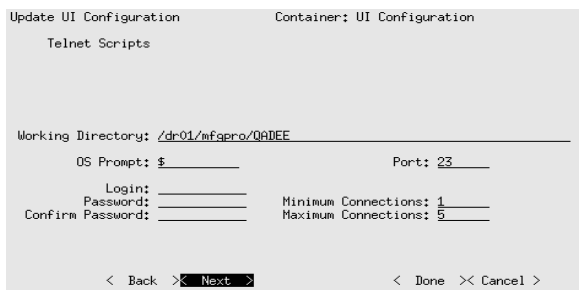 Update UI Configuration Container: UI Configuration
Telnet Scripts
Working Directory: /dr01/mfgpro/QADEE
OS Prompt: $ Port: 23
Login:
Password: Minimum Connections: 1
Confirm Password: Maximum Connections: 5
< Back >< Next > < Done >< Cancel >